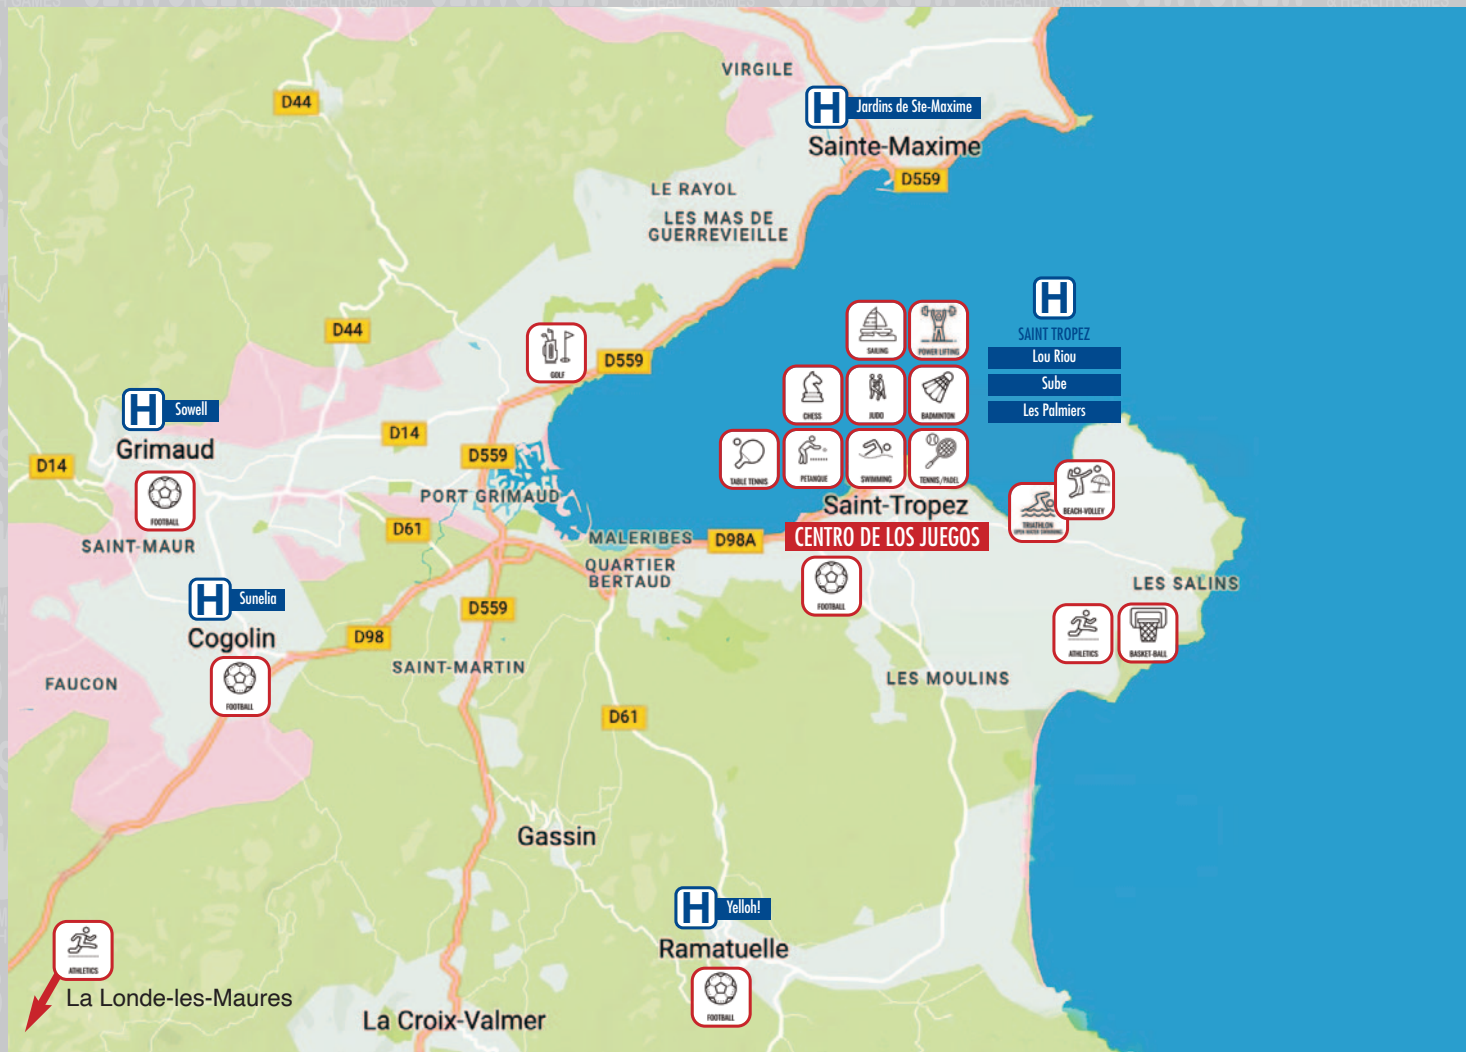 VIRGILE
D44
H
Jardins de Ste-Maxime
Sainte-Maxime
D559
LE RAYOL
LES MAS DE
GUERREVIEILLE
H
SAINT TROPEZ
Lou Riou
Sube
Les Palmiers
SAILING
POWER LIFTING
D44
GOLF
D559
CHESS
JUDO
BADMINTON
H
Sowell
Grimaud
D14
D14
D559
TABLE TENNIS
PETANQUE
SWIMMING
TENNIS/PADEL
FOOTBALL
PORT GRIMAUD
Saint-Tropez
CENTRO DE LOS JUEGOS
TRIATHLON
OPEN WATER SWIMMING
BEACH-VOLLEY
SAINT-MAUR
D61
MALERIBES
D98A
QUARTIER
BERTAUD
FOOTBALL
LES SALINS
H
Sunelia
Cogolin
D98
D559
ATHLETICS
BASKET-BALL
FAUCON
FOOTBALL
SAINT-MARTIN
LES MOULINS
D61
Gassin
H
Yelloh!
Ramatuelle
FOOTBALL
ATHLETICS
La Londe-les-Maures
La Croix-Valmer